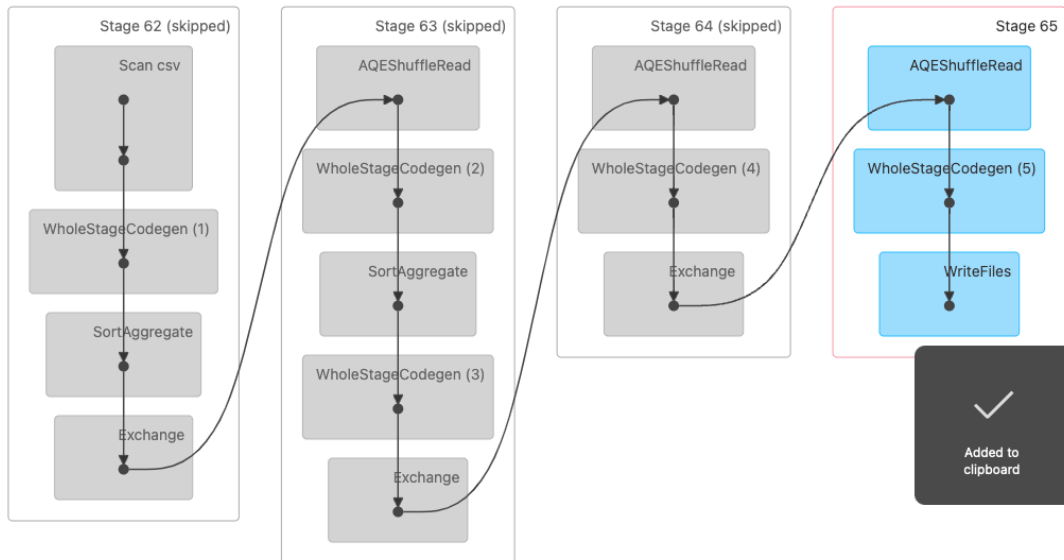 Stage 62 (skipped)
Scan csv
WholeStageCodegen (1)
SortAggregate
Exchange
Stage 63 (skipped)
AQEShuffleRead
WholeStageCodegen (2)
SortAggregate
WholeStageCodegen (3)
Exchange
Stage 64 (skipped)
AQEShuffleRead
WholeStageCodegen (4)
Exchange
Stage 65
AQEShuffleRead
WholeStageCodegen (5)
WriteFiles
Added to
clipboard